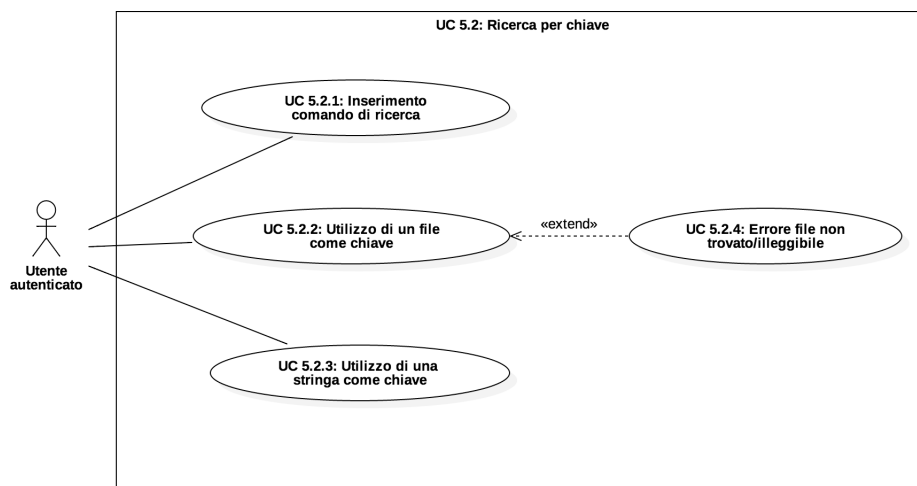 UC 5.2: Ricerca per chiave
UC 5.2.1: Inserimento
comando di ricerca
UC 5.2.2: Utilizzo di un file
come chiave
«extend»
UC 5.2.4: Errore file non
trovato/illeggibile
Utente
autenticato
UC 5.2.3: Utilizzo di una
stringa come chiave